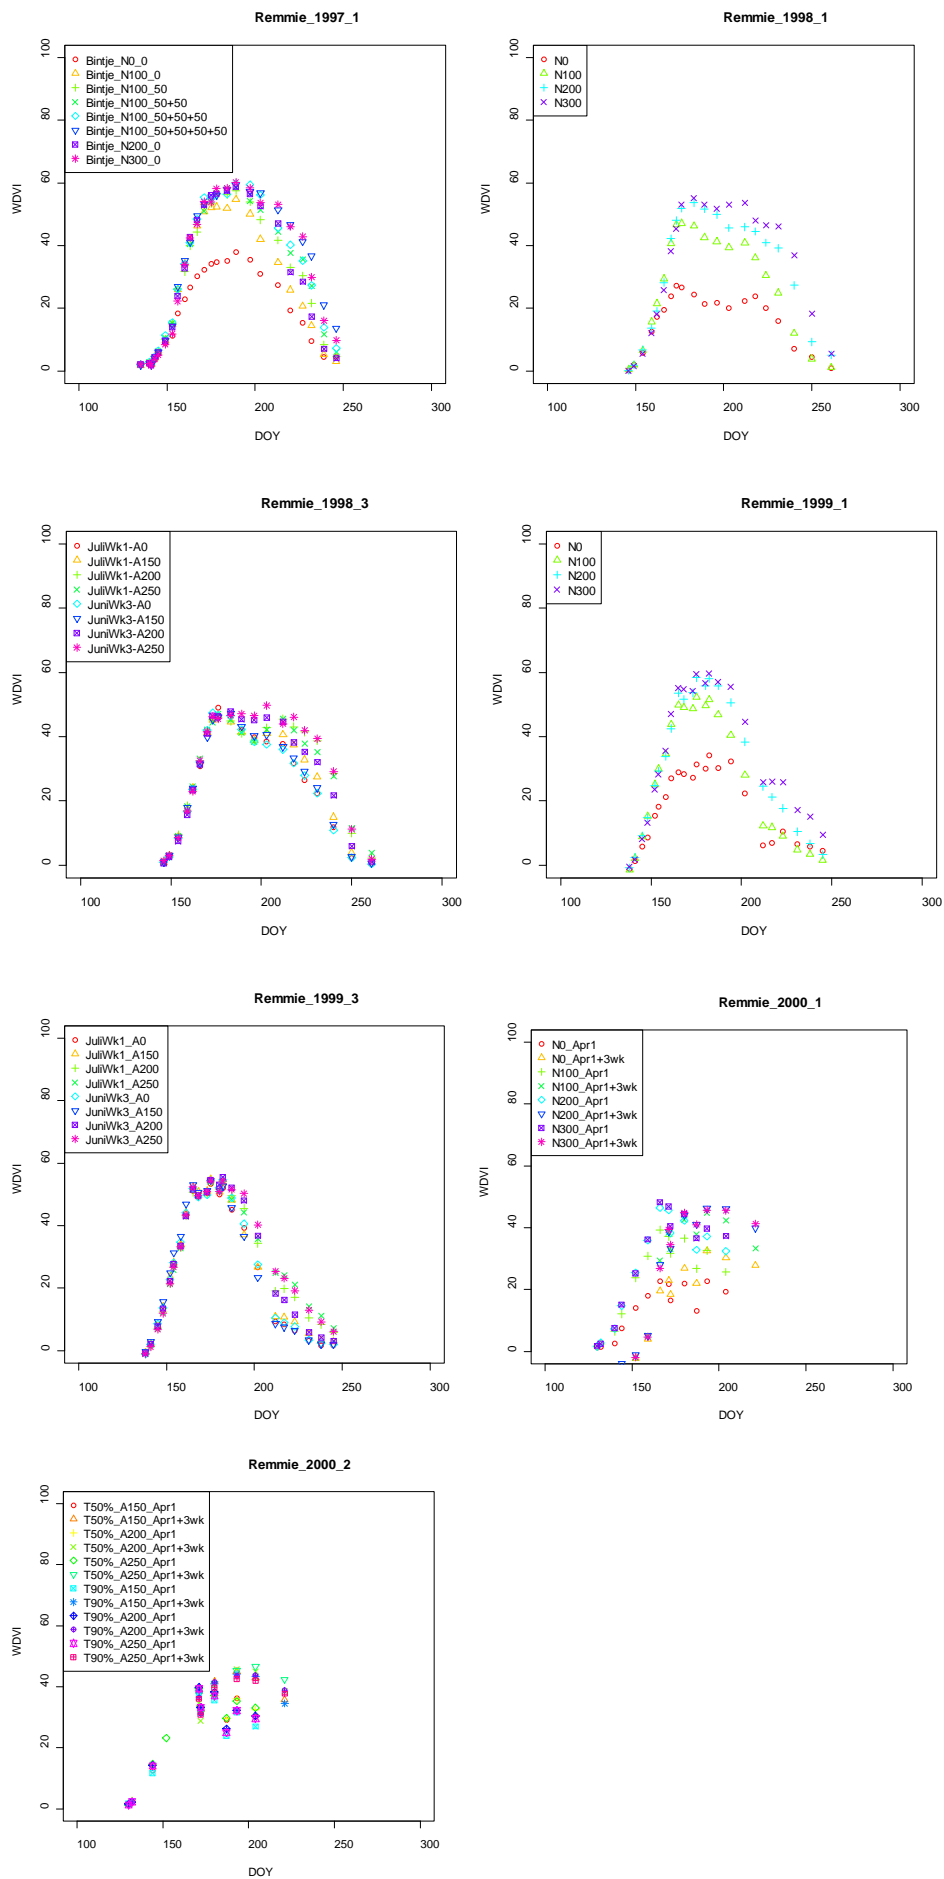 Remmie_1997_1
WDVI
0 20 40 60 80 100
Bintje_N0_0
Bintje_N100_0
Bintje_N100_50
Bintje_N100_50+50
Bintje_N100_50+50+50
Bintje_N100_50+50+50+50
Bintje_N200_0
Bintje_N300_0
100 150 200 250 300
DOY
Remmie_1998_1
WDVI
0 20 40 60 80 100
N0
N100
N200
N300
100 150 200 250 300
DOY
Remmie_1998_3
WDVI
0 20 40 60 80 100
JuliWk1-A0
JuliWk1-A150
JuliWk1-A200
JuliWk1-A250
JuniWk3-A0
JuniWk3-A150
JuniWk3-A200
JuniWk3-A250
100 150 200 250 300
DOY
Remmie_1999_1
WDVI
0 20 40 60 80 100
N0
N100
N200
N300
100 150 200 250 300
DOY
Remmie_1999_3
WDVI
0 20 40 60 80 100
JuliWk1_A0
JuliWk1_A150
JuliWk1_A200
JuliWk1_A250
JuniWk3_A0
JuniWk3_A150
JuniWk3_A200
JuniWk3_A250
100 150 200 250 300
DOY
Remmie_2000_1
WDVI
0 20 40 60 80 100
N0_Apr1
N0_Apr1+3wk
N100_Apr1
N100_Apr1+3wk
N200_Apr1
N200_Apr1+3wk
N300_Apr1
N300_Apr1+3wk
100 150 200 250 300
DOY
Remmie_2000_2
WDVI
0 20 40 60 80 100
T50%_A150_Apr1
T50%_A150_Apr1+3wk
T50%_A200_Apr1
T50%_A200_Apr1+3wk
T50%_A250_Apr1
T50%_A250_Apr1+3wk
T90%_A150_Apr1
T90%_A150_Apr1+3wk
T90%_A200_Apr1
T90%_A200_Apr1+3wk
T90%_A250_Apr1
T90%_A250_Apr1+3wk
100 150 200 250 300
DOY